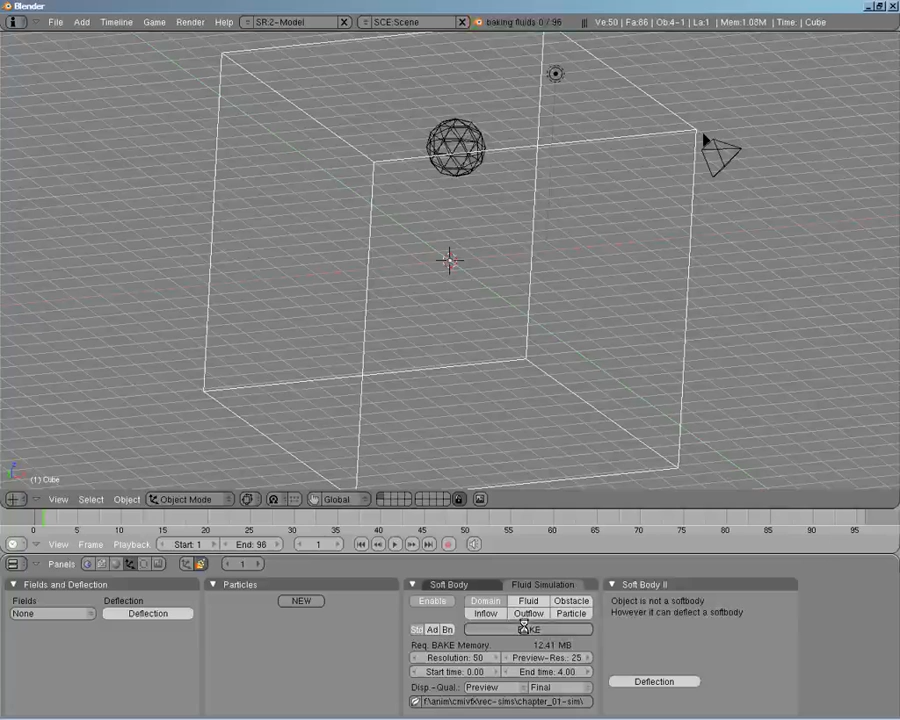 Blender
File Add Timeline Game Render Help SR:2-Model SCE:Scene baking fluids 0 / 96 Ve:50 | Fa:86 | Ob:4-1 | La:1 | Mem:1.08M | Time: | Cube
(1) Cube
View Select Object Object Mode Global
0 5 10 15 20 25 30 35 40 45 50 55 60 65 70 75 80 85 90 95
View Frame Playback Start: 1 End: 96 1
Panels 1
Fields and Deflection Particles Soft Body Fluid Simulation Soft Body II
Fields Deflection
None Deflection
NEW
Enable Domain Fluid Obstacle
Inflow Outflow Particle
Std Ad Bn
Req. BAKE Memory: 12.41 MB
Resolution: 50 Preview-Res.: 25
Start time: 0.00 End time: 4.00
Disp.-Qual.: Preview Final
f:\anim\cmivfx\rec-sims\chapter_01-sim\
Object is not a softbody
However it can deflect a softbody
Deflection